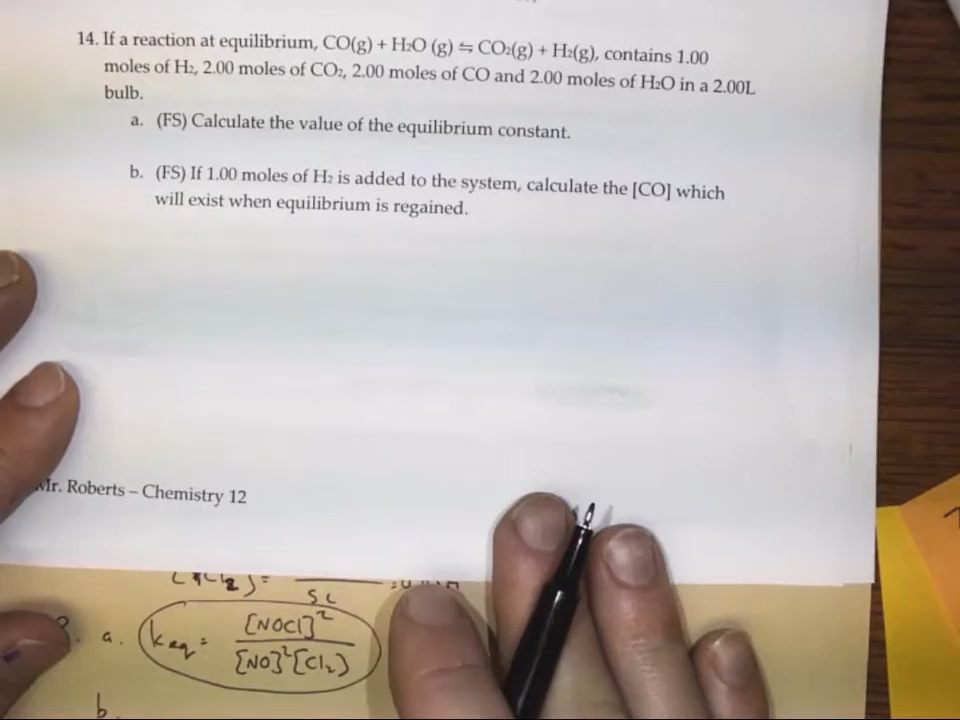 14. If a reaction at equilibrium, CO(g) + H₂O (g) ⇋ CO₂(g) + H₂(g), contains 1.00
moles of H₂, 2.00 moles of CO₂, 2.00 moles of CO and 2.00 moles of H₂O in a 2.00L
bulb.
a. (FS) Calculate the value of the equilibrium constant.
b. (FS) If 1.00 moles of H₂ is added to the system, calculate the [CO] which
will exist when equilibrium is regained.
Mr. Roberts – Chemistry 12
5L
a. Keq = [NOCl]² / [NO]²[Cl₂]
b.